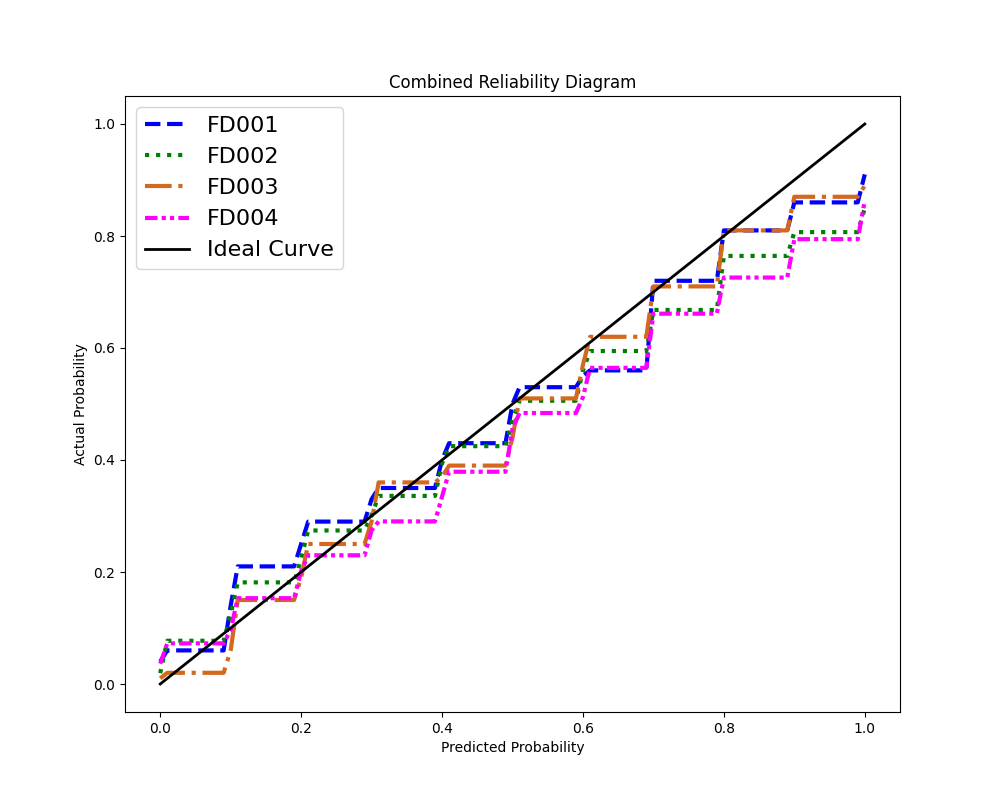 Combined Reliability Diagram
FD001
FD002
FD003
FD004
Ideal Curve
1.0
0.8
0.6
0.4
0.2
0.0
Actual Probability
0.0 0.2 0.4 0.6 0.8 1.0
Predicted Probability